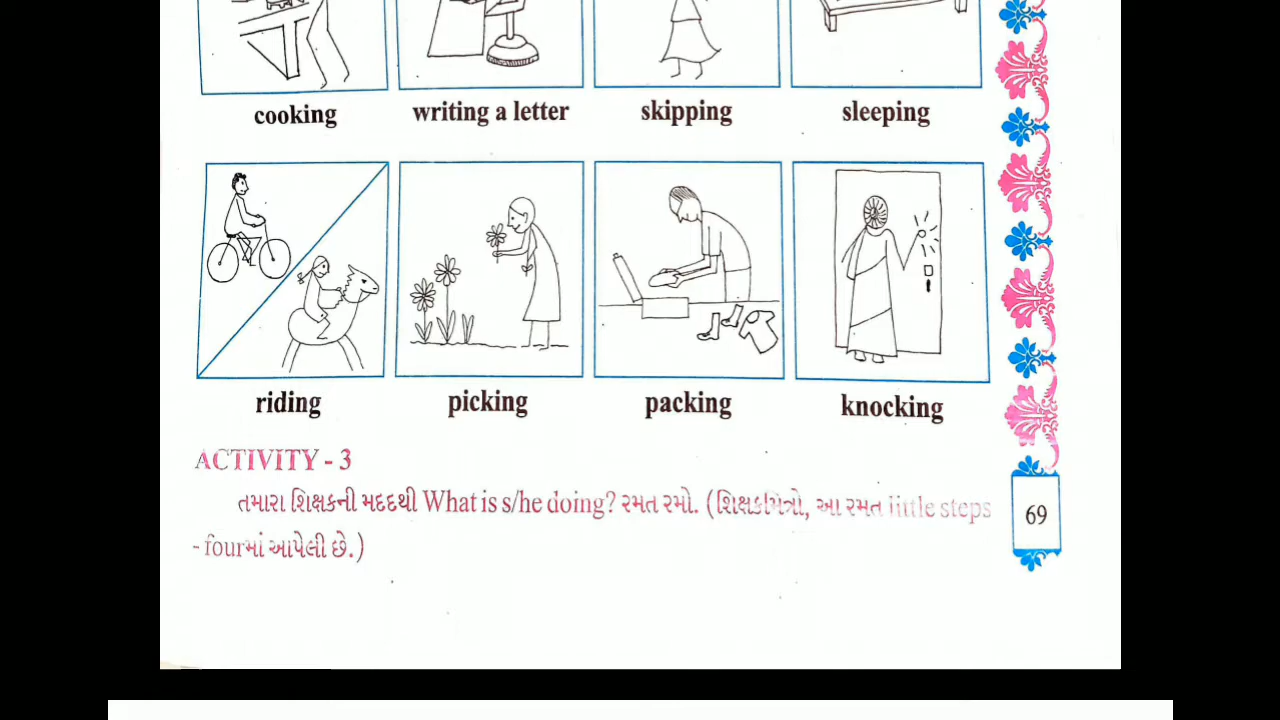 cooking writing a letter skipping sleeping
riding picking packing knocking
ACTIVITY - 3
તમારા શિક્ષકની મદદથી What is s/he doing? રમત રમો. (શિક્ષકમિત્રો, આ રમત little steps
- fourમાં આપેલી છે.)
69